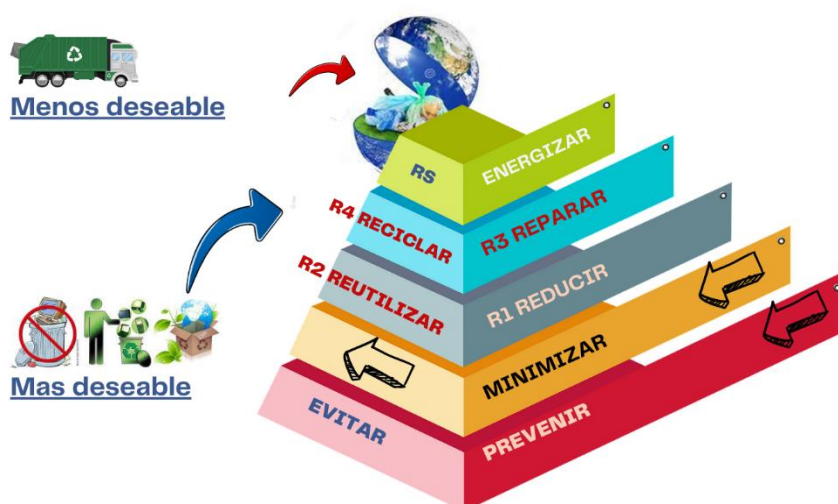 Menos deseable
RS
ENERGIZAR
R4 RECICLAR
R3 REPARAR
R2 REUTILIZAR
R1 REDUCIR
MINIMIZAR
Mas deseable
EVITAR
PREVENIR